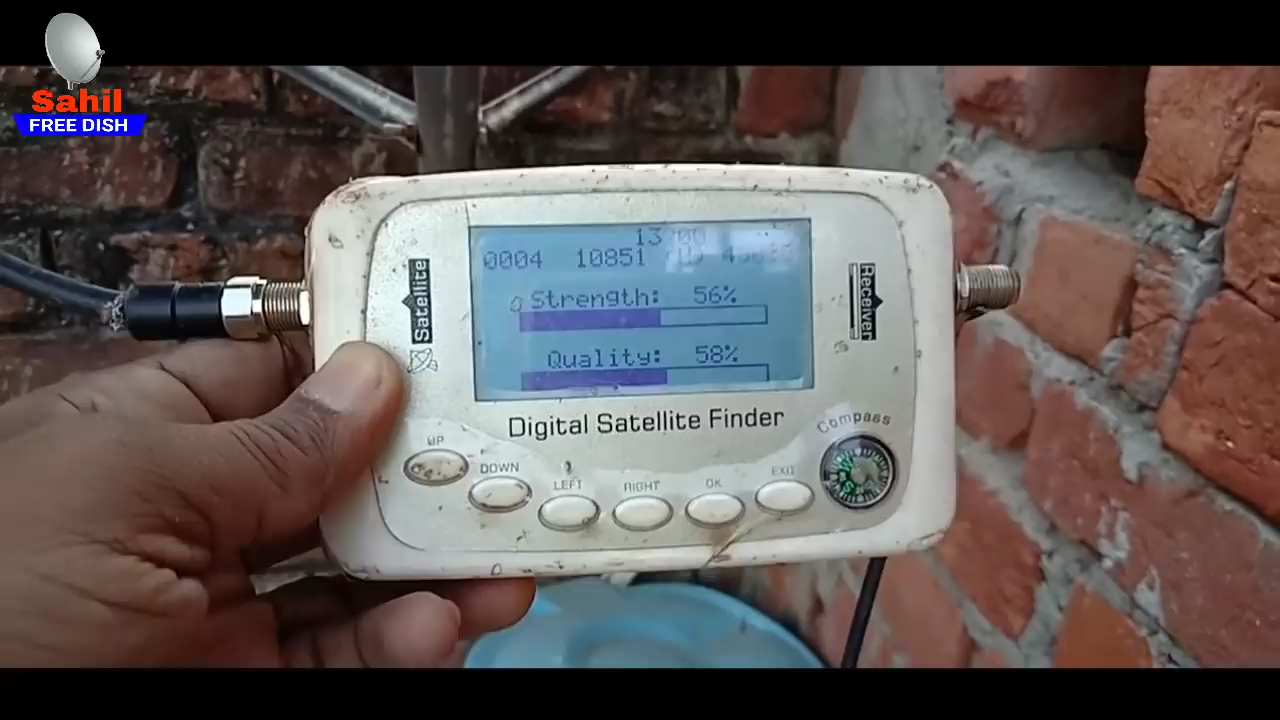 Sahil
FREE DISH
0004 10851
Strength: 56%
Quality: 58%
Satellite
Receiver
Digital Satellite Finder
Compass
UP
DOWN
LEFT
RIGHT
OK
EXIT